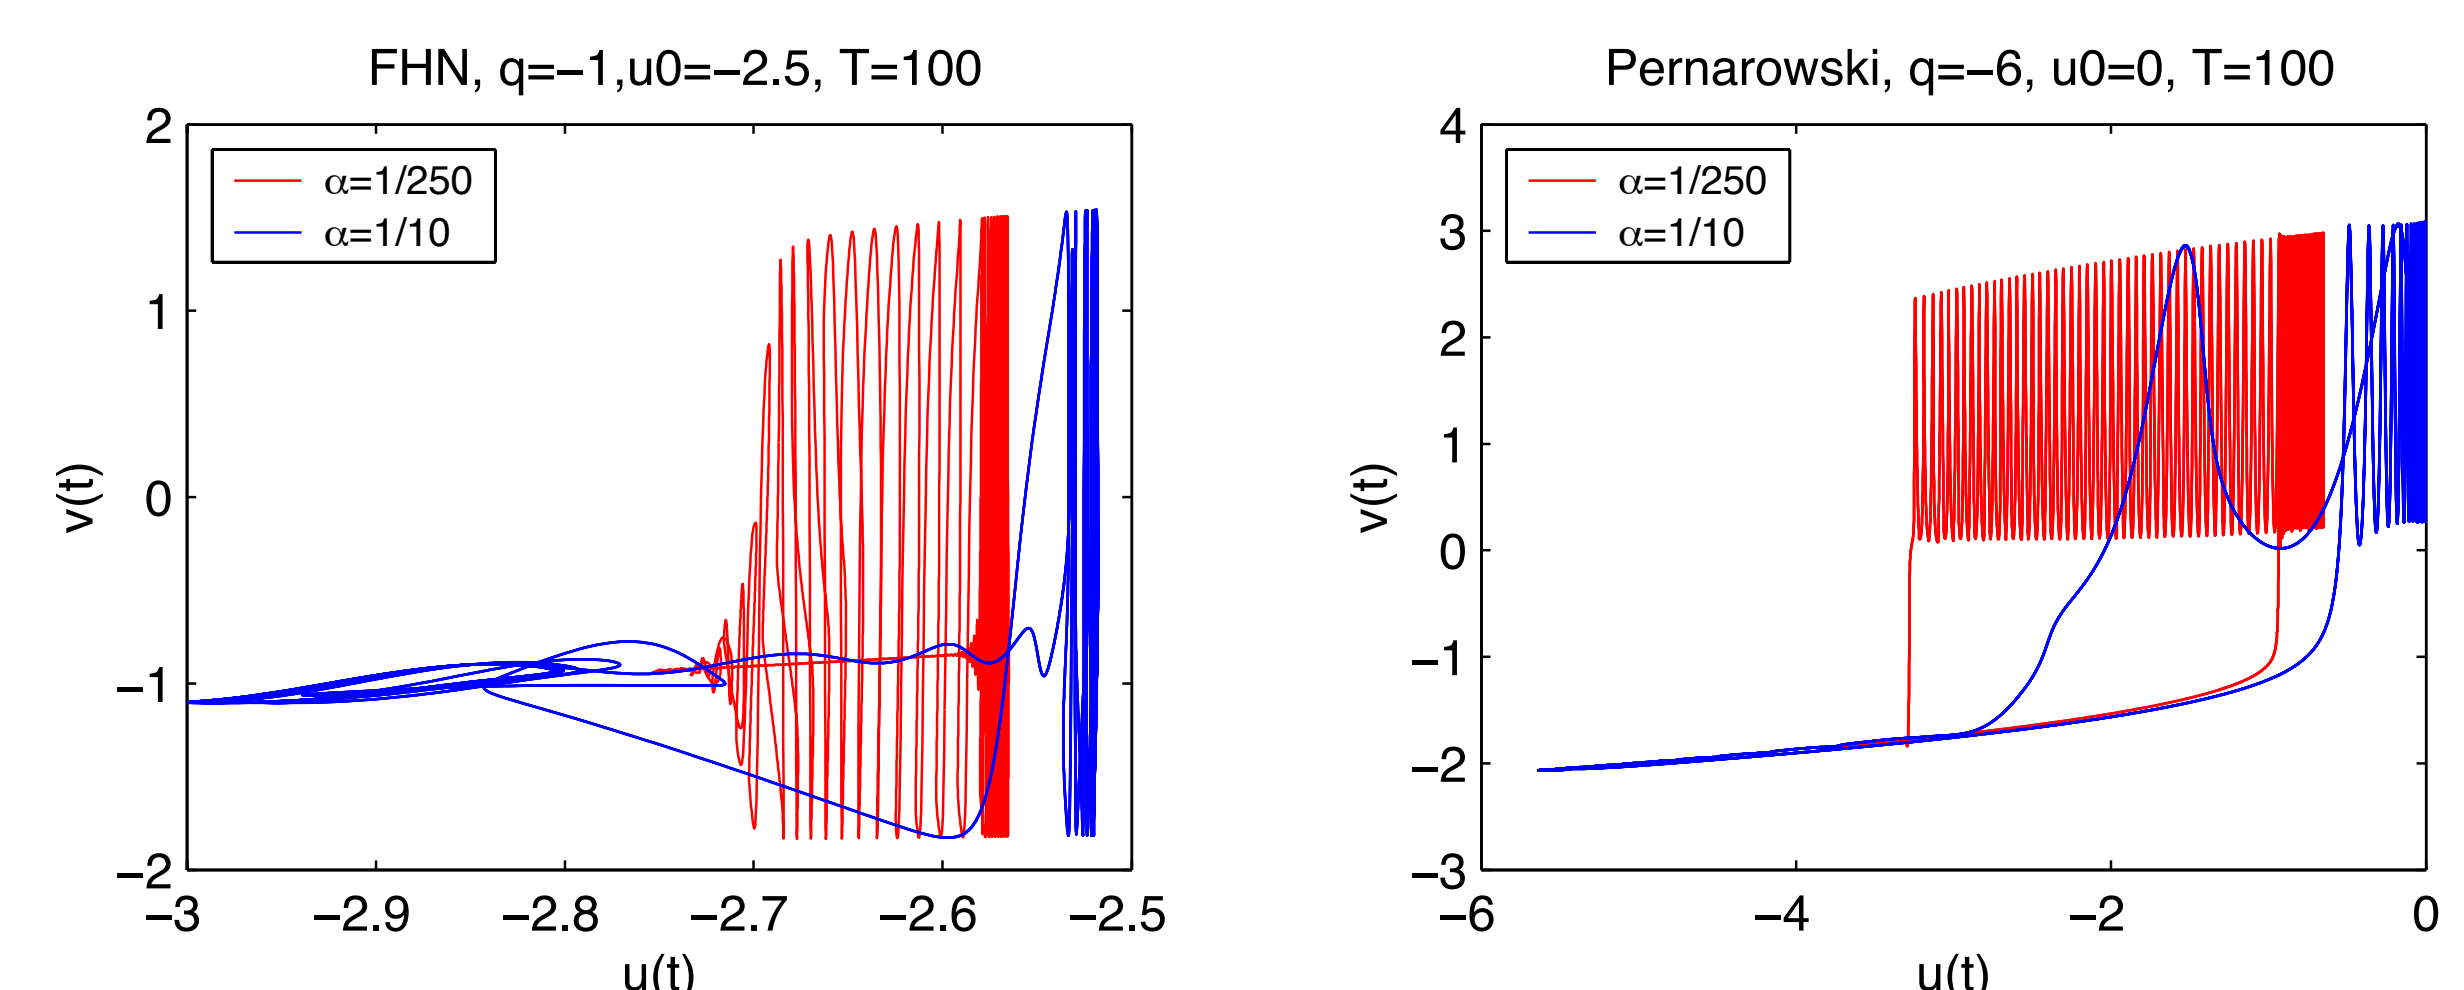 FHN, q=−1,u0=−2.5, T=100
2
1
0
−1
−2
v(t)
α=1/250
α=1/10
−3
−2.9
−2.8
−2.7
−2.6
−2.5
u(t)
Pernarowski, q=−6, u0=0, T=100
4
3
2
1
0
−1
−2
−3
v(t)
α=1/250
α=1/10
−6
−4
−2
0
u(t)